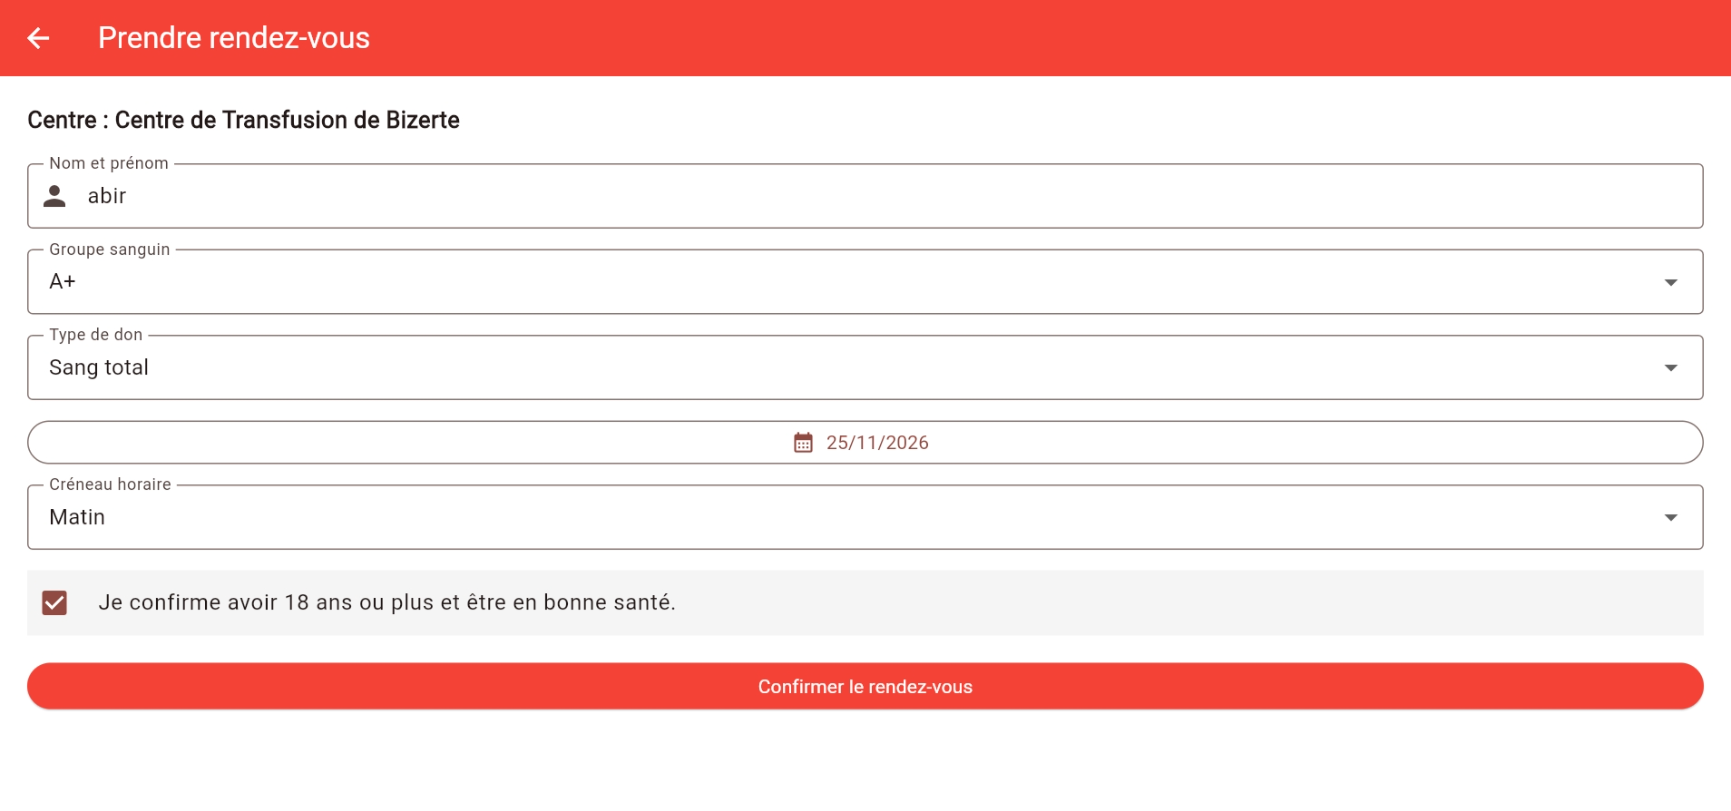 Prendre rendez-vous
Centre : Centre de Transfusion de Bizerte
Nom et prénom
abir
Groupe sanguin
A+
Type de don
Sang total
25/11/2026
Créneau horaire
Matin
Je confirme avoir 18 ans ou plus et être en bonne santé.
Confirmer le rendez-vous